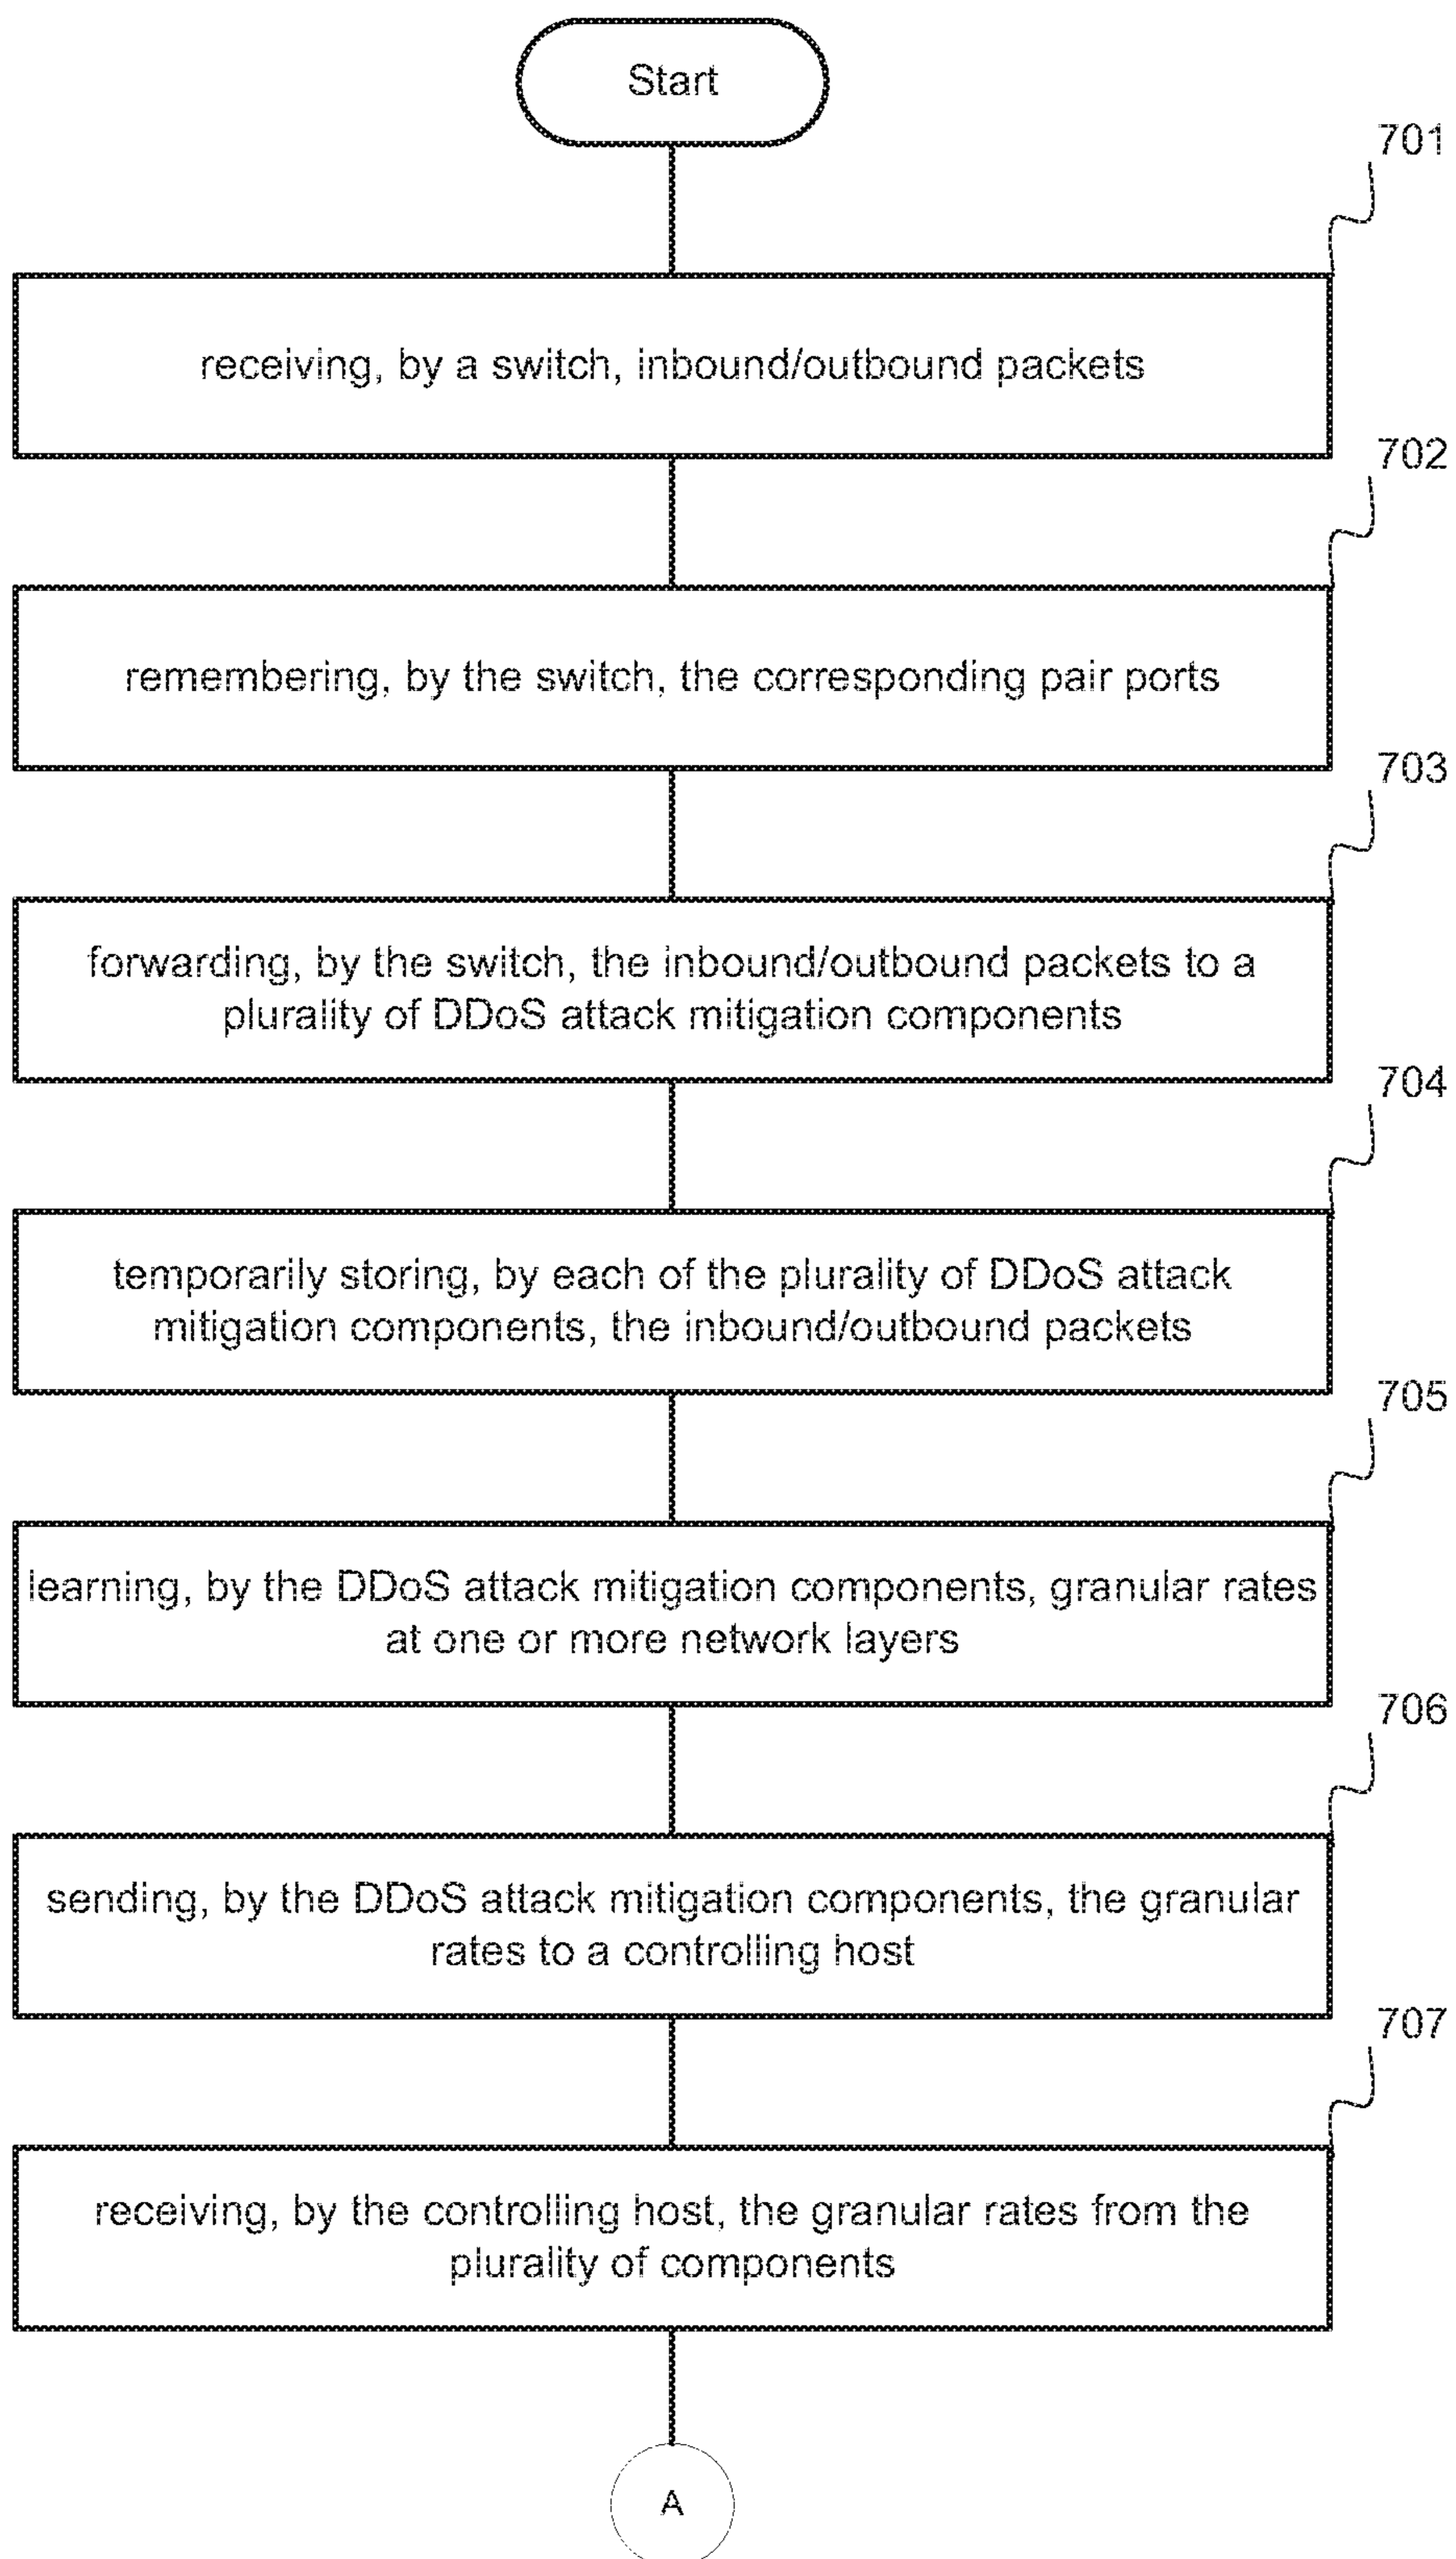 Start
701
receiving, by a switch, inbound/outbound packets
702
remembering, by the switch, the corresponding pair ports
703
forwarding, by the switch, the inbound/outbound packets to a
plurality of DDoS attack mitigation components
704
temporarily storing, by each of the plurality of DDoS attack
mitigation components, the inbound/outbound packets
705
learning, by the DDoS attack mitigation components, granular rates
at one or more network layers
706
sending, by the DDoS attack mitigation components, the granular
rates to a controlling host
707
receiving, by the controlling host, the granular rates from the
plurality of components
A